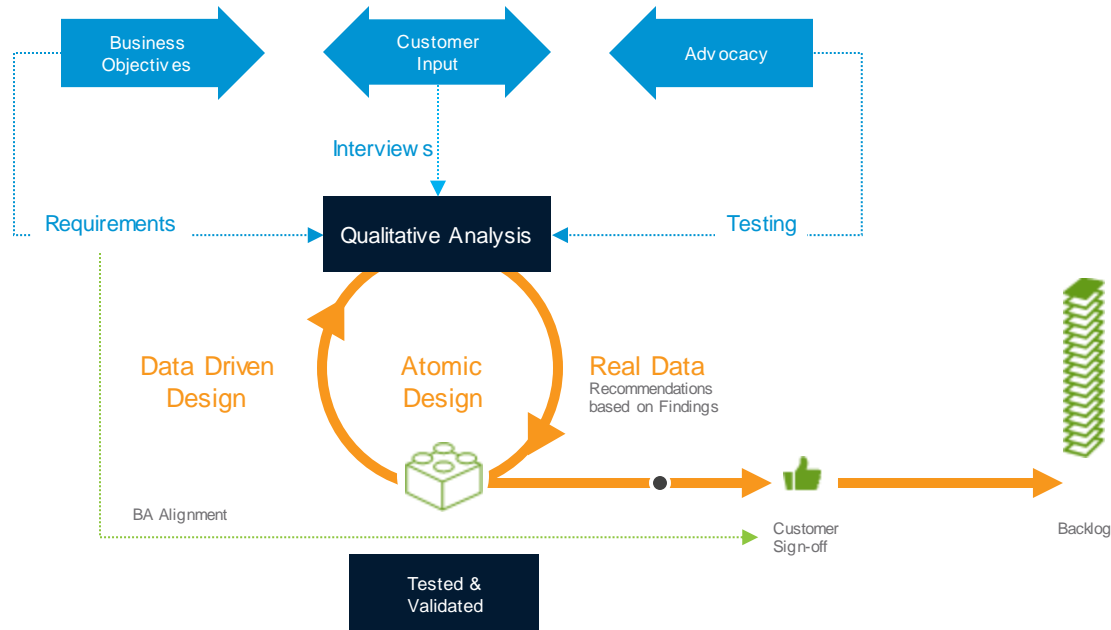 Business
Objectives
Customer
Input
Advocacy
Interviews
Requirements
Qualitative Analysis
Testing
Data Driven
Design
Atomic
Design
Real Data
Recommendations
based on Findings
BA Alignment
Customer
Sign-off
Backlog
Tested &
Validated